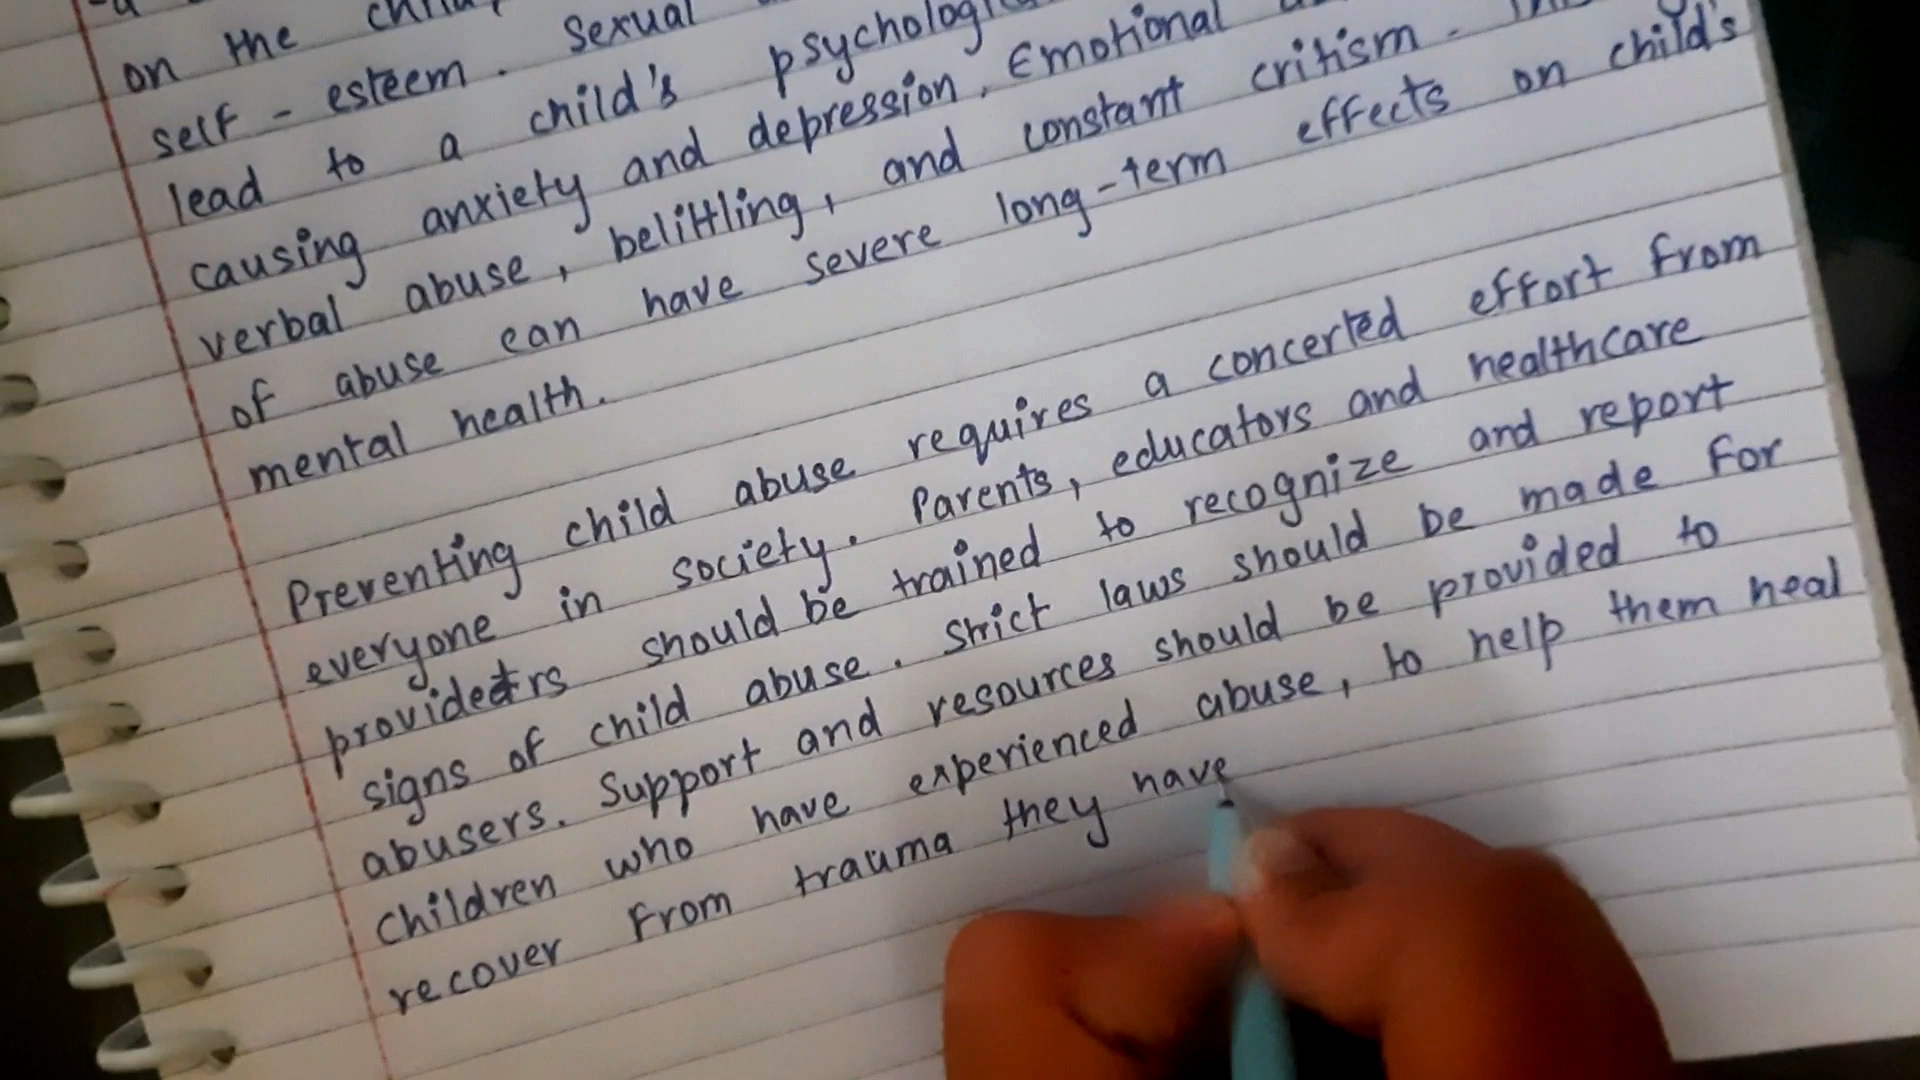 on the
self - esteem. Sexual
lead to a child's
causing anxiety and depression. Emotional
verbal abuse, belittling, and constant critism.
of abuse can have severe long-term effects on child's
mental health.
Preventing child abuse requires a concerted effort from
everyone in society. Parents, educators and healthcare
providers should be trained to recognize and report
signs of child abuse. Strict laws should be made for
abusers. Support and resources should be provided to
children who have experienced abuse, to help them heal
recover from trauma they have